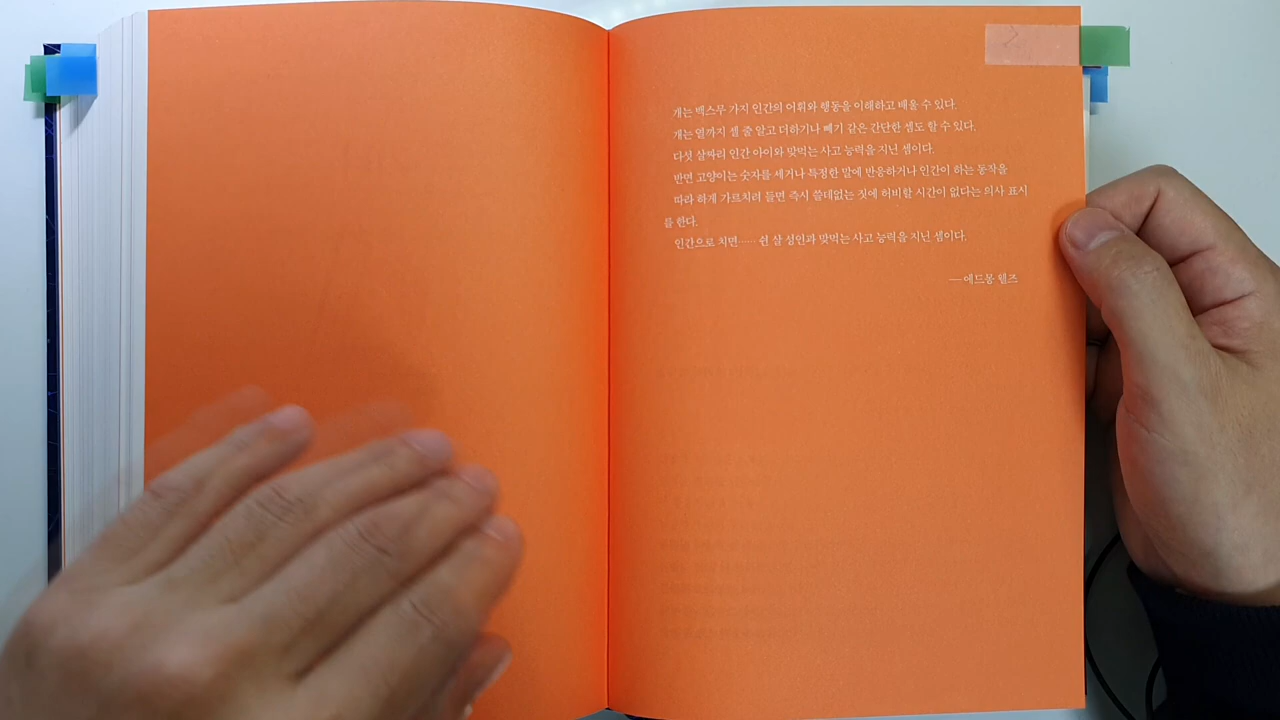 개는 백스무 가지 인간의 어휘와 행동을 이해하고 배울 수 있다.
개는 열까지 셀 줄 알고 더하기나 빼기 같은 간단한 셈도 할 수 있다.
다섯 살짜리 인간 아이와 맞먹는 사고 능력을 지닌 셈이다.
반면 고양이는 숫자를 세거나 특정한 말에 반응하거나 인간이 하는 동작을
따라 하게 가르치려 들면 즉시 쓸데없는 짓에 허비할 시간이 없다는 의사 표시
를 한다.
인간으로 치면…… 쉰 살 성인과 맞먹는 사고 능력을 지닌 셈이다.
—에드몽 웰즈